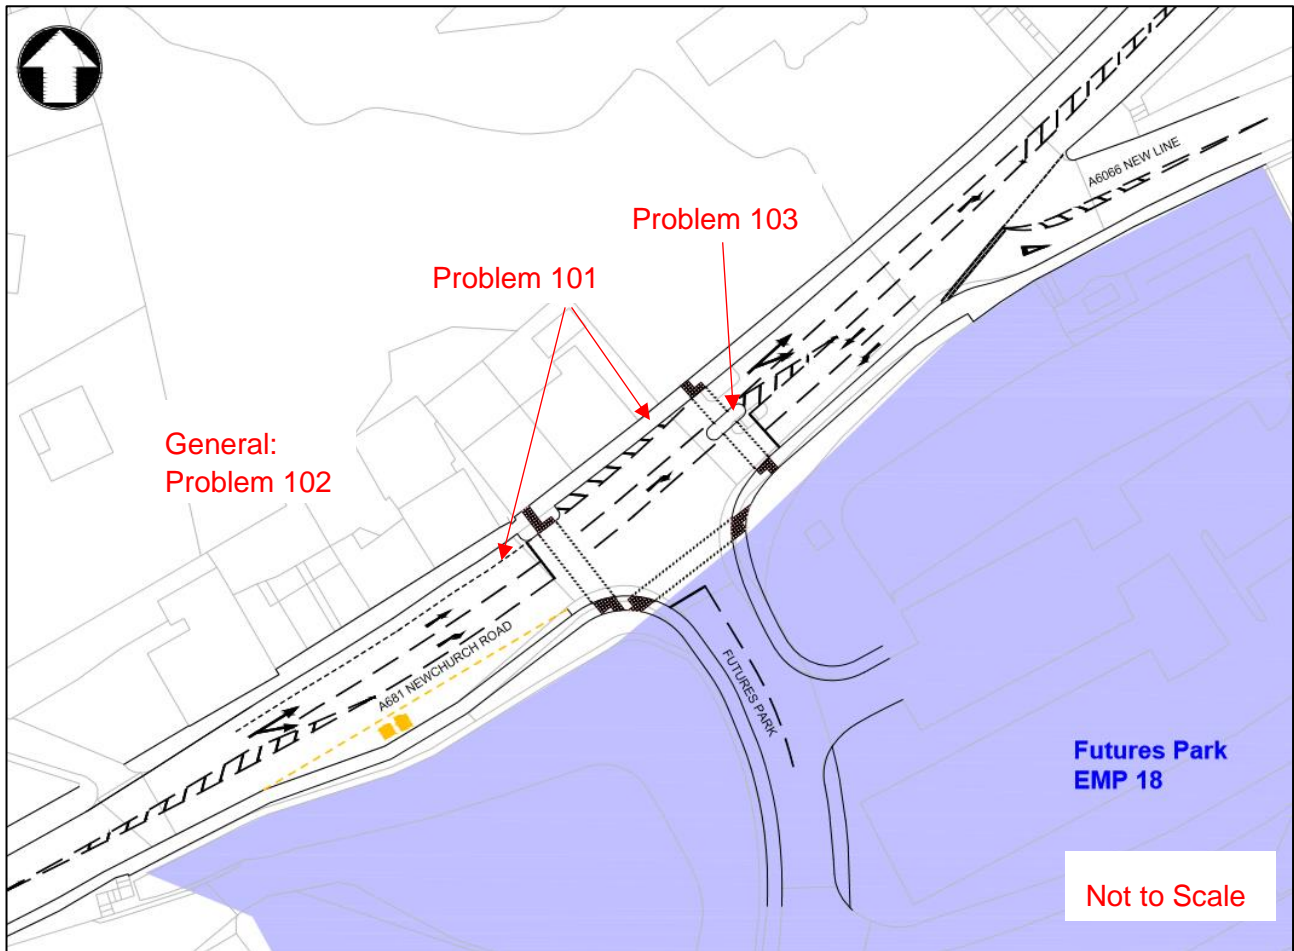 A6066 NEW LINE
Problem 103
Problem 101
General:
Problem 102
A681 NEWCHURCH ROAD
FUTURES PARK
Futures Park
EMP 18
Not to Scale